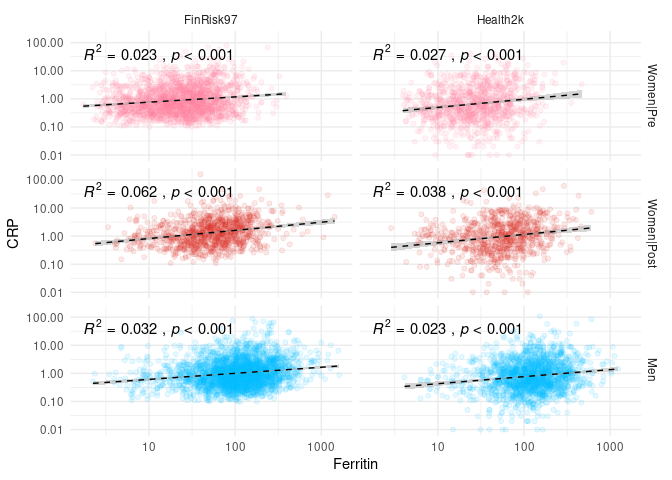 FinRisk97 Health2k
100.00
R² = 0.023 , p < 0.001
R² = 0.027 , p < 0.001
10.00
1.00
0.10
0.01
Women|Pre
100.00
R² = 0.062 , p < 0.001
R² = 0.038 , p < 0.001
10.00
1.00
0.10
0.01
Women|Post
CRP
100.00
R² = 0.032 , p < 0.001
R² = 0.023 , p < 0.001
10.00
1.00
0.10
0.01
Men
10 100 1000 10 100 1000
Ferritin